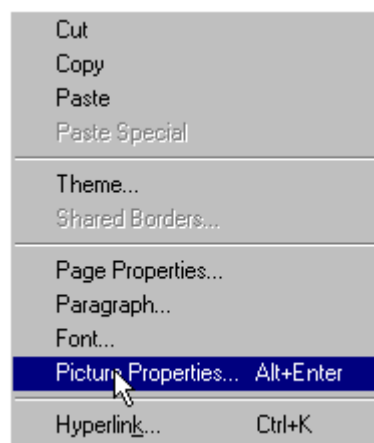 Cut
Copy
Paste
Paste Special
Theme...
Shared Borders...
Page Properties...
Paragraph...
Font...
Picture Properties... Alt+Enter
Hyperlink... Ctrl+K